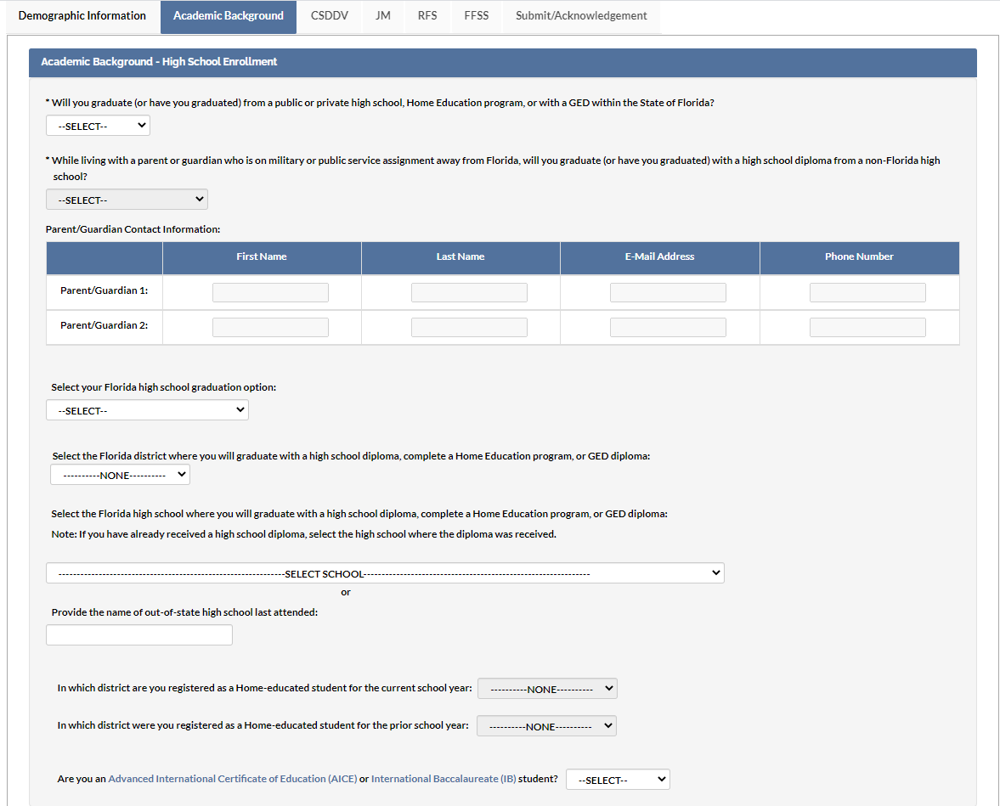 Demographic Information Academic Background CSDDV JM RFS FFSS Submit/Acknowledgement
Academic Background - High School Enrollment
* Will you graduate (or have you graduated) from a public or private high school, Home Education program, or with a GED within the State of Florida?
--SELECT--
* While living with a parent or guardian who is on military or public service assignment away from Florida, will you graduate (or have you graduated) with a high school diploma from a non-Florida high
school?
--SELECT--
Parent/Guardian Contact Information:
First Name Last Name E-Mail Address Phone Number
Parent/Guardian 1:
Parent/Guardian 2:
Select your Florida high school graduation option:
--SELECT--
Select the Florida district where you will graduate with a high school diploma, complete a Home Education program, or GED diploma:
----------NONE----------
Select the Florida high school where you will graduate with a high school diploma, complete a Home Education program, or GED diploma:
Note: If you have already received a high school diploma, select the high school where the diploma was received.
--------------------------------------------------------------SELECT SCHOOL--------------------------------------------------------------
or
Provide the name of out-of-state high school last attended:
In which district are you registered as a Home-educated student for the current school year: ----------NONE----------
In which district were you registered as a Home-educated student for the prior school year: ----------NONE----------
Are you an Advanced International Certificate of Education (AICE) or International Baccalaureate (IB) student? --SELECT--